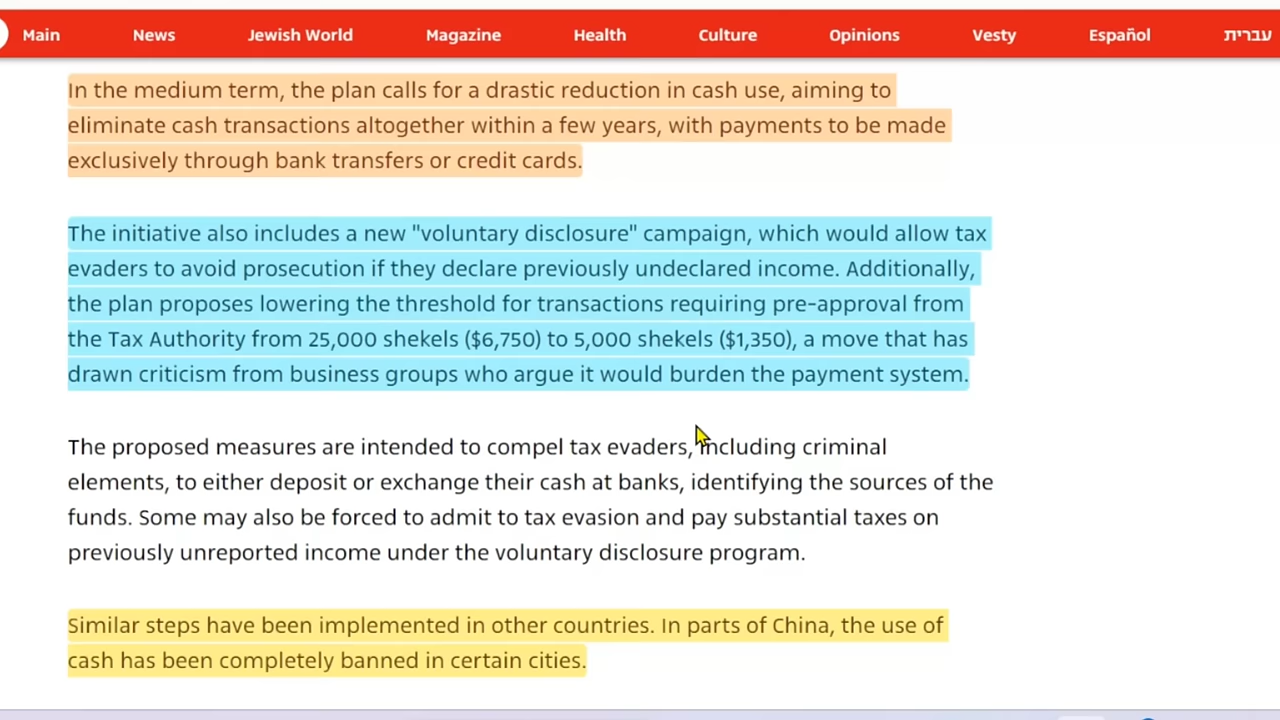 Main News Jewish World Magazine Health Culture Opinions Vesty Español עברית
In the medium term, the plan calls for a drastic reduction in cash use, aiming to
eliminate cash transactions altogether within a few years, with payments to be made
exclusively through bank transfers or credit cards.
The initiative also includes a new "voluntary disclosure" campaign, which would allow tax
evaders to avoid prosecution if they declare previously undeclared income. Additionally,
the plan proposes lowering the threshold for transactions requiring pre-approval from
the Tax Authority from 25,000 shekels ($6,750) to 5,000 shekels ($1,350), a move that has
drawn criticism from business groups who argue it would burden the payment system.
The proposed measures are intended to compel tax evaders, including criminal
elements, to either deposit or exchange their cash at banks, identifying the sources of the
funds. Some may also be forced to admit to tax evasion and pay substantial taxes on
previously unreported income under the voluntary disclosure program.
Similar steps have been implemented in other countries. In parts of China, the use of
cash has been completely banned in certain cities.